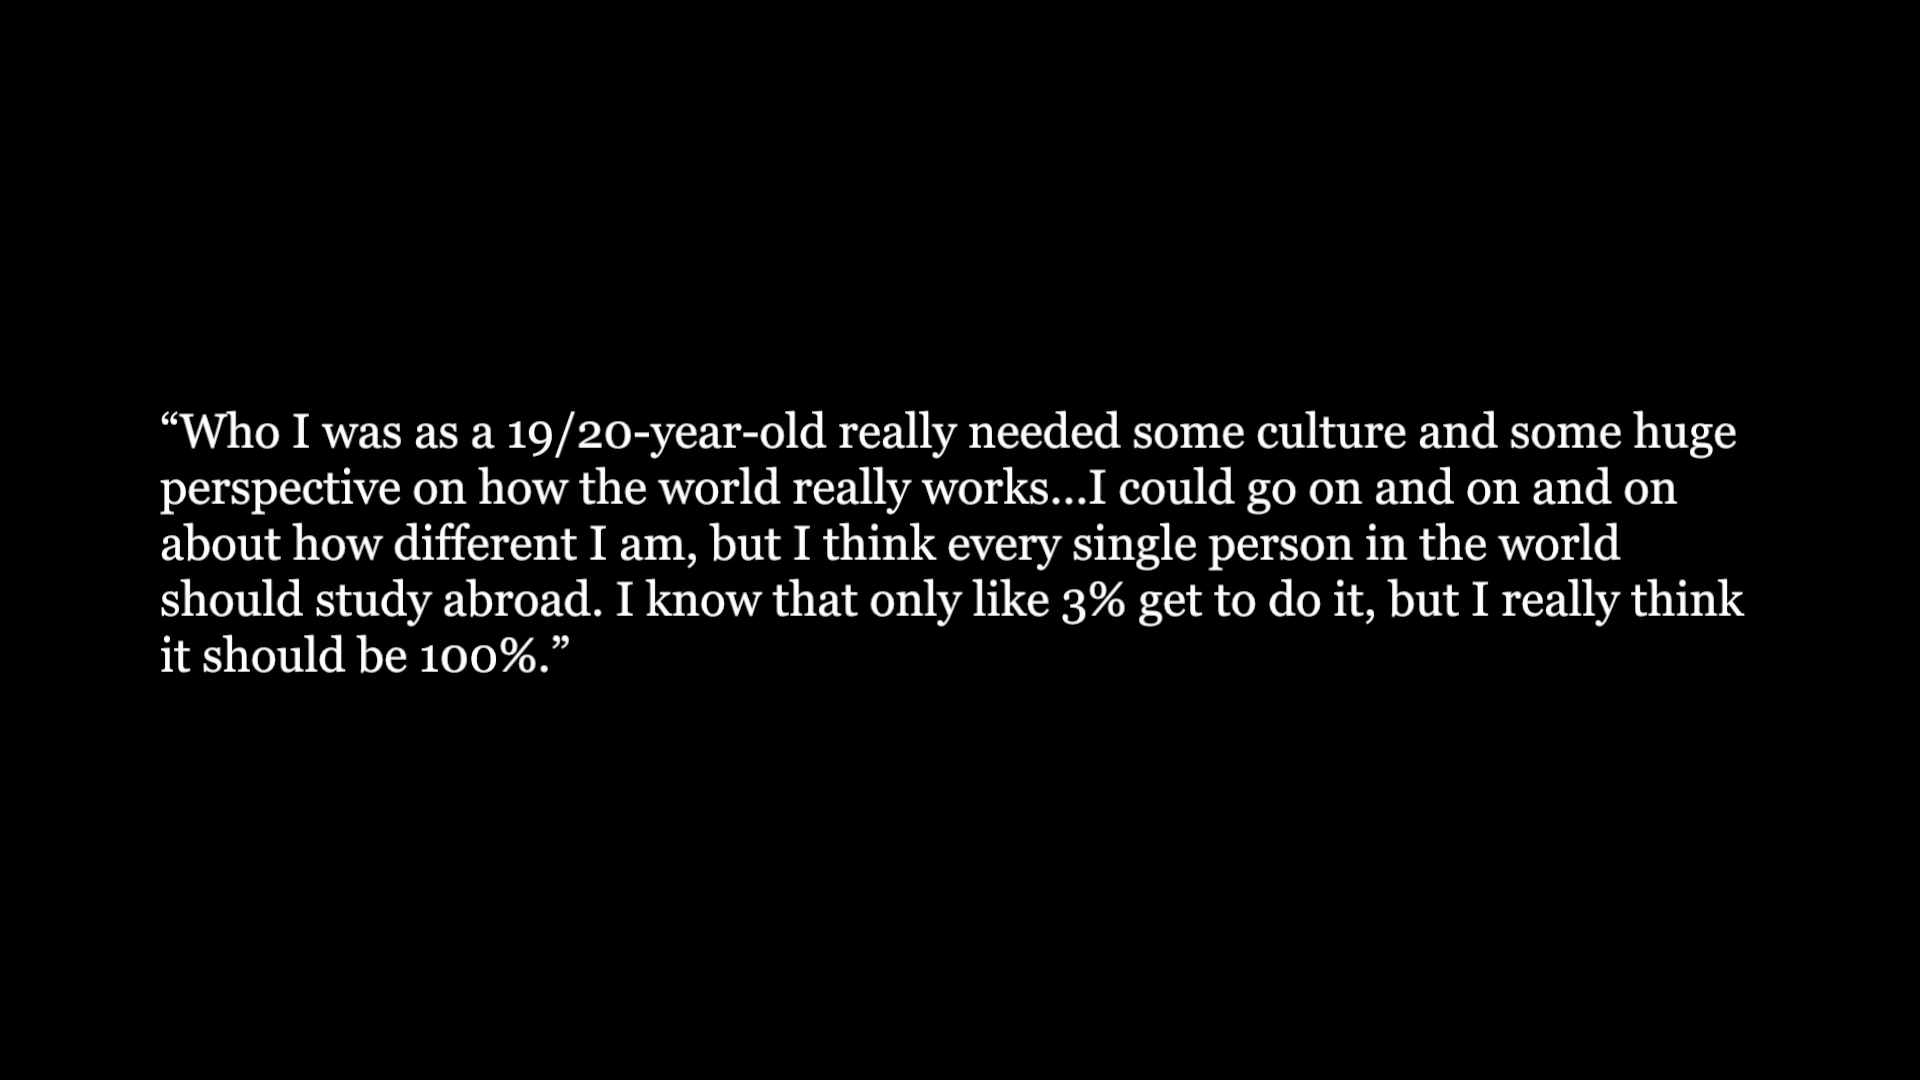 “Who I was as a 19/20-year-old really needed some culture and some huge
perspective on how the world really works...I could go on and on and on
about how different I am, but I think every single person in the world
should study abroad. I know that only like 3% get to do it, but I really think
it should be 100%.”